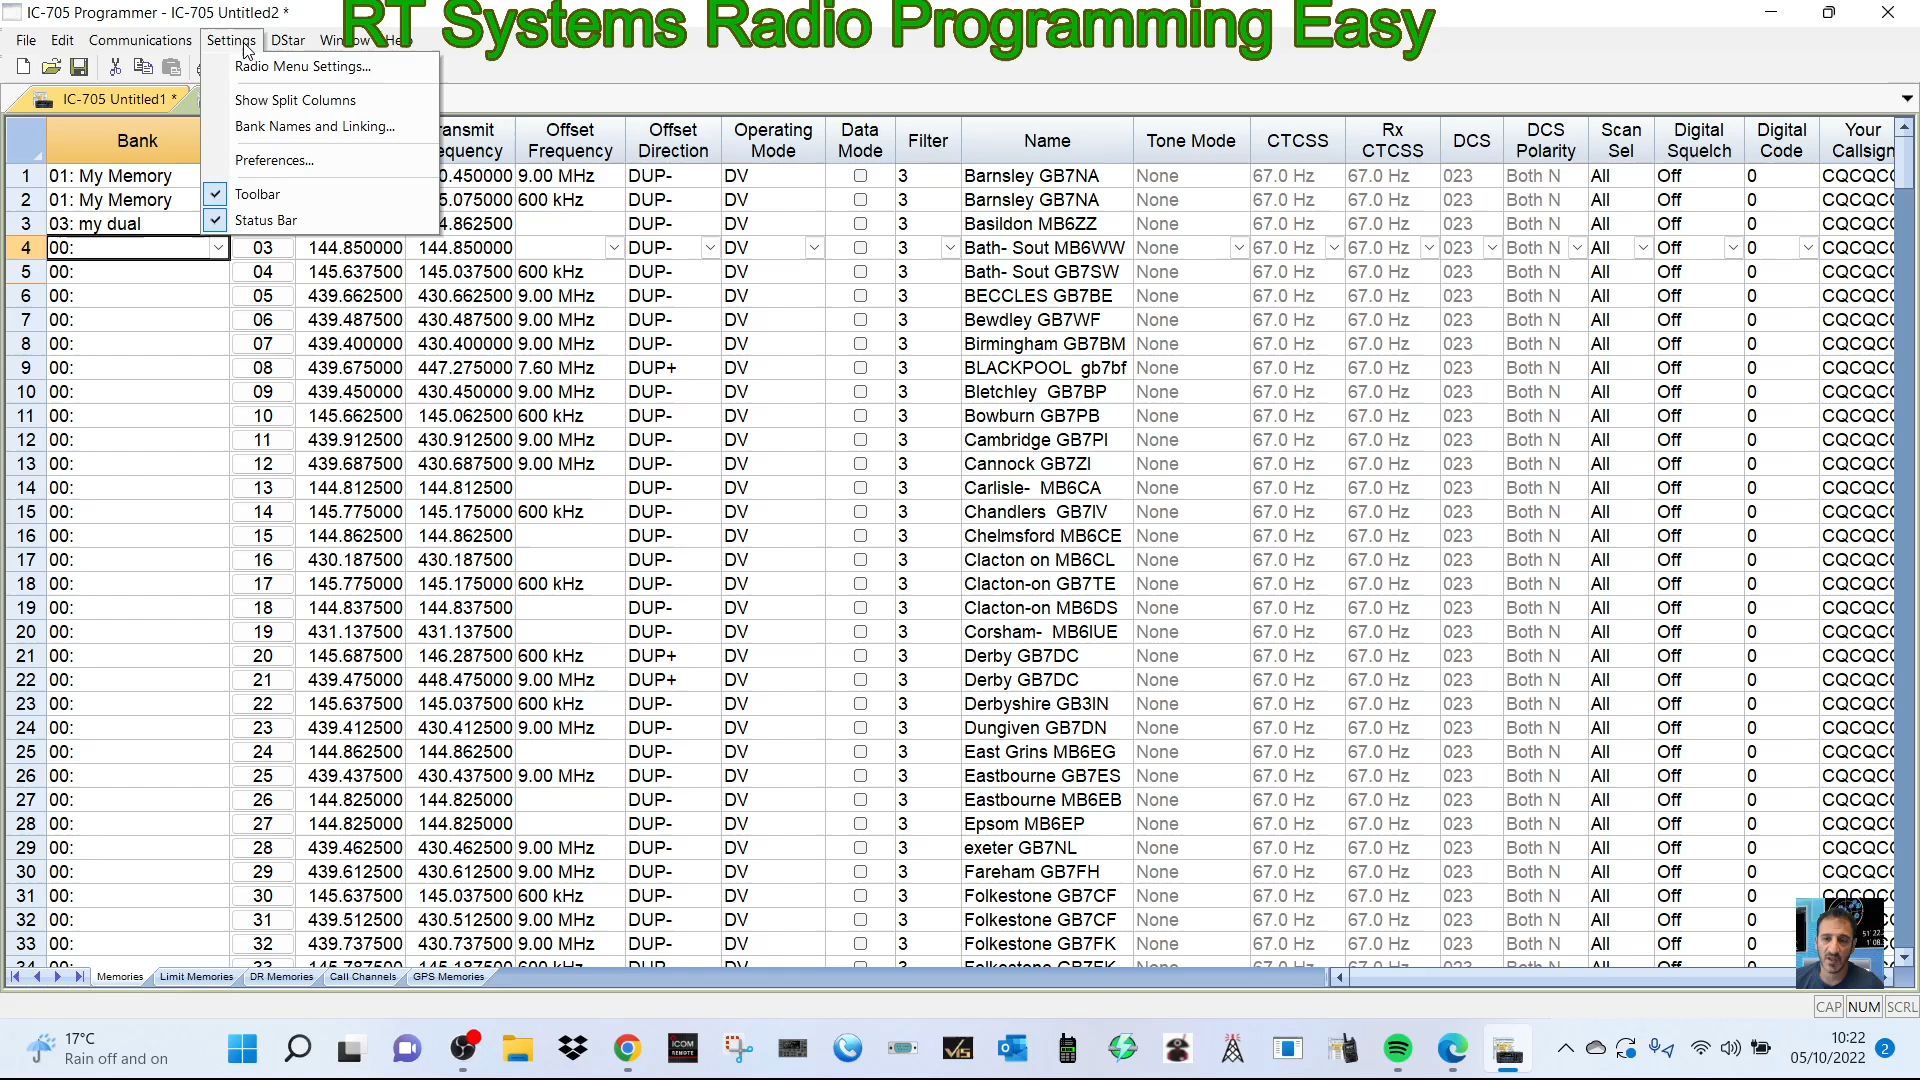 IC-705 Programmer - IC-705 Untitled2 *
RT Systems Radio Programming Easy
File Edit Communications Settings DStar Window Help
Radio Menu Settings...
Show Split Columns
Bank Names and Linking...
Preferences...
Toolbar
Status Bar
IC-705 Untitled1 *
Bank Offset Frequency Offset Direction Operating Mode Data Mode Filter Name Tone Mode CTCSS Rx CTCSS DCS DCS Polarity Scan Sel Digital Squelch Digital Code Your
1 01: My Memory 9.00 MHz DUP- DV 3 Barnsley GB7NA None 67.0 Hz 67.0 Hz 023 Both N All Off 0
2 01: My Memory 600 kHz DUP- DV 3 Barnsley GB7NA None 67.0 Hz 67.0 Hz 023 Both N All Off 0
3 03: my dual DUP- DV 3 Basildon MB6ZZ None 67.0 Hz 67.0 Hz 023 Both N All Off 0
4 00: 03 144.850000 144.850000 DUP- DV 3 Bath- Sout MB6WW None 67.0 Hz 67.0 Hz 023 Both N All Off 0
5 00: 04 145.637500 145.037500 600 kHz DUP- DV 3 Bath- Sout GB7SW None 67.0 Hz 67.0 Hz 023 Both N All Off 0
6 00: 05 439.662500 430.662500 9.00 MHz DUP- DV 3 BECCLES GB7BE None 67.0 Hz 67.0 Hz 023 Both N All Off 0
7 00: 06 439.487500 430.487500 9.00 MHz DUP- DV 3 Bewdley GB7WF None 67.0 Hz 67.0 Hz 023 Both N All Off 0
8 00: 07 439.400000 430.400000 9.00 MHz DUP- DV 3 Birmingham GB7BM None 67.0 Hz 67.0 Hz 023 Both N All Off 0
9 00: 08 439.675000 447.275000 7.60 MHz DUP+ DV 3 BLACKPOOL gb7bf None 67.0 Hz 67.0 Hz 023 Both N All Off 0
10 00: 09 439.450000 430.450000 9.00 MHz DUP- DV 3 Bletchley GB7BP None 67.0 Hz 67.0 Hz 023 Both N All Off 0
11 00: 10 145.662500 145.062500 600 kHz DUP- DV 3 Bowburn GB7PB None 67.0 Hz 67.0 Hz 023 Both N All Off 0
12 00: 11 439.912500 430.912500 9.00 MHz DUP- DV 3 Cambridge GB7PI None 67.0 Hz 67.0 Hz 023 Both N All Off 0
13 00: 12 439.687500 430.687500 9.00 MHz DUP- DV 3 Cannock GB7ZI None 67.0 Hz 67.0 Hz 023 Both N All Off 0
14 00: 13 144.812500 144.812500 DUP- DV 3 Carlisle- MB6CA None 67.0 Hz 67.0 Hz 023 Both N All Off 0
15 00: 14 145.775000 145.175000 600 kHz DUP- DV 3 Chandlers GB7IV None 67.0 Hz 67.0 Hz 023 Both N All Off 0
16 00: 15 144.862500 144.862500 DUP- DV 3 Chelmsford MB6CE None 67.0 Hz 67.0 Hz 023 Both N All Off 0
17 00: 16 430.187500 430.187500 DUP- DV 3 Clacton on MB6CL None 67.0 Hz 67.0 Hz 023 Both N All Off 0
18 00: 17 145.775000 145.175000 600 kHz DUP- DV 3 Clacton-on GB7TE None 67.0 Hz 67.0 Hz 023 Both N All Off 0
19 00: 18 144.837500 144.837500 DUP- DV 3 Clacton-on MB6DS None 67.0 Hz 67.0 Hz 023 Both N All Off 0
20 00: 19 431.137500 431.137500 DUP- DV 3 Corsham- MB6IUE None 67.0 Hz 67.0 Hz 023 Both N All Off 0
21 00: 20 145.687500 146.287500 600 kHz DUP+ DV 3 Derby GB7DC None 67.0 Hz 67.0 Hz 023 Both N All Off 0
22 00: 21 439.475000 448.475000 9.00 MHz DUP+ DV 3 Derby GB7DC None 67.0 Hz 67.0 Hz 023 Both N All Off 0
23 00: 22 145.637500 145.037500 600 kHz DUP- DV 3 Derbyshire GB3IN None 67.0 Hz 67.0 Hz 023 Both N All Off 0
24 00: 23 439.412500 430.412500 9.00 MHz DUP- DV 3 Dungiven GB7DN None 67.0 Hz 67.0 Hz 023 Both N All Off 0
25 00: 24 144.862500 144.862500 DUP- DV 3 East Grins MB6EG None 67.0 Hz 67.0 Hz 023 Both N All Off 0
26 00: 25 439.437500 430.437500 9.00 MHz DUP- DV 3 Eastbourne GB7ES None 67.0 Hz 67.0 Hz 023 Both N All Off 0
27 00: 26 144.825000 144.825000 DUP- DV 3 Eastbourne MB6EB None 67.0 Hz 67.0 Hz 023 Both N All Off 0
28 00: 27 144.825000 144.825000 DUP- DV 3 Epsom MB6EP None 67.0 Hz 67.0 Hz 023 Both N All Off 0
29 00: 28 439.462500 430.462500 9.00 MHz DUP- DV 3 exeter GB7NL None 67.0 Hz 67.0 Hz 023 Both N All Off 0
30 00: 29 439.612500 430.612500 9.00 MHz DUP- DV 3 Fareham GB7FH None 67.0 Hz 67.0 Hz 023 Both N All Off 0
31 00: 30 145.637500 145.037500 600 kHz DUP- DV 3 Folkestone GB7CF None 67.0 Hz 67.0 Hz 023 Both N All Off 0
32 00: 31 439.512500 430.512500 9.00 MHz DUP- DV 3 Folkestone GB7CF None 67.0 Hz 67.0 Hz 023 Both N All Off 0
33 00: 32 439.737500 430.737500 9.00 MHz DUP- DV 3 Folkestone GB7FK None 67.0 Hz 67.0 Hz 023 Both N All Off 0
Memories Limit Memories DR Memories Call Channels GPS Memories
CAP NUM SCRL
17°C
Rain off and on
ICOM REMOTE
10:22
05/10/2022
2